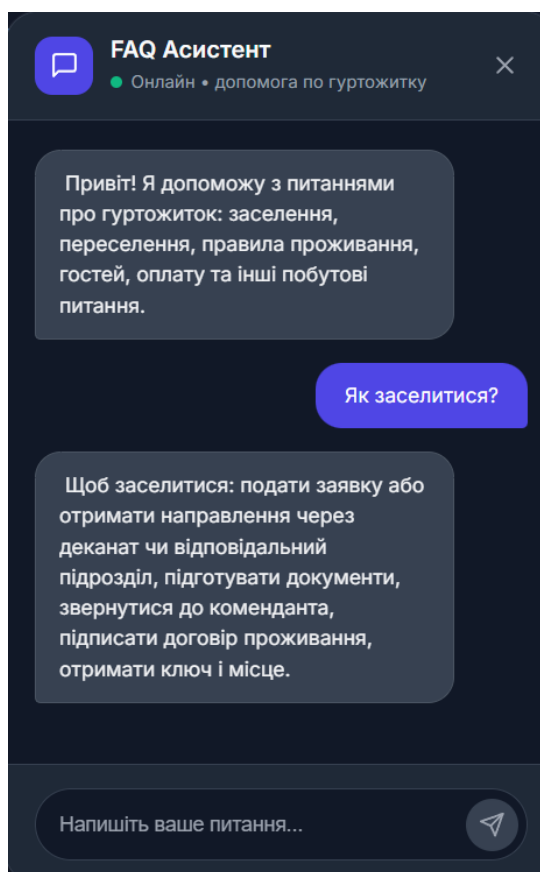 FAQ Асистент
Онлайн • допомога по гуртожитку
Привіт! Я допоможу з питаннями
про гуртожиток: заселення,
переселення, правила проживання,
гостей, оплату та інші побутові
питання.
Як заселитися?
Щоб заселитися: подати заявку або
отримати направлення через
деканат чи відповідальний
підрозділ, підготувати документи,
звернутися до коменданта,
підписати договір проживання,
отримати ключ і місце.
Напишіть ваше питання...